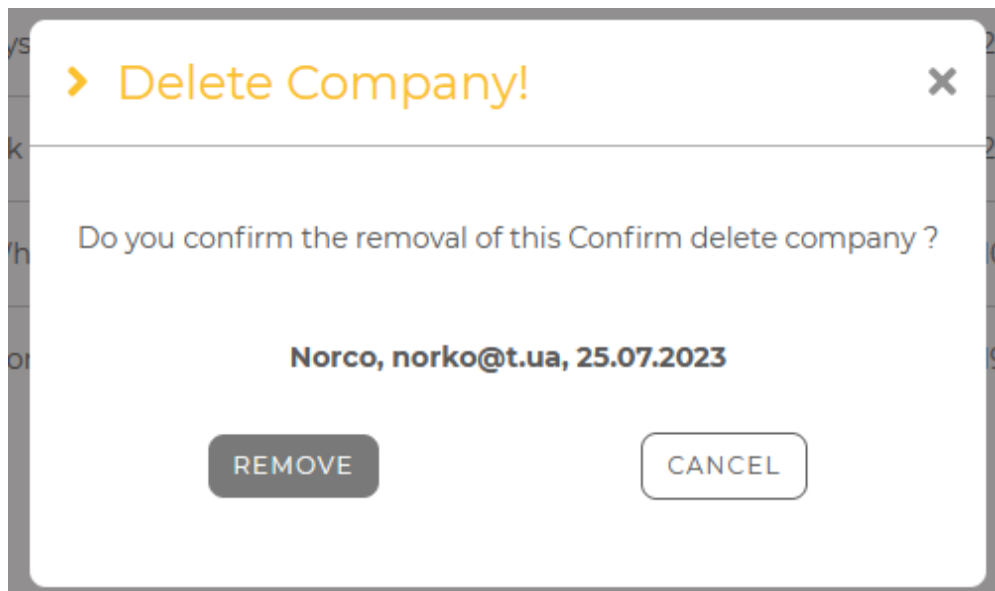 Delete Company!
Do you confirm the removal of this Confirm delete company ?
Norco, norko@t.ua, 25.07.2023
REMOVE
CANCEL